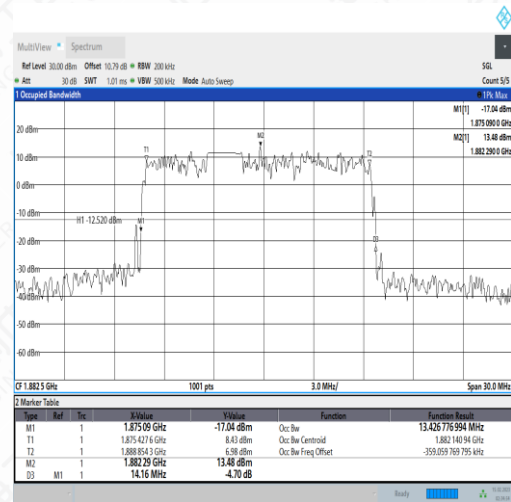 MultiView Spectrum
Ref Level 30.00 dBm Offset 10.79 dB RBW 200 kHz SGL
Att 30 dB SWT 1.01 ms VBW 500 kHz Mode Auto Sweep Count 5/5
1 Occupied Bandwidth 1Pk Max
M1[1] -17.04 dBm
1.875 090 0 GHz
M2[1] 13.48 dBm
1.882 290 0 GHz
20 dBm
M2
T1 T2
10 dBm
0 dBm
-10 dBm
H1 -12.520 dBm M1
-20 dBm
D3
-30 dBm
-40 dBm
-50 dBm
-60 dBm
CF 1.882 5 GHz 1001 pts 3.0 MHz/ Span 30.0 MHz
2 Marker Table
Type Ref Trc X-Value Y-Value Function Function Result
M1 1 1.875 09 GHz -17.04 dBm Occ Bw 13.426 776 994 MHz
T1 1 1.875 427 6 GHz 8.43 dBm Occ Bw Centroid 1.882 140 94 GHz
T2 1 1.888 854 3 GHz 6.98 dBm Occ Bw Freq Offset -359.059 769 795 kHz
M2 1 1.882 29 GHz 13.48 dBm
D3 M1 1 14.16 MHz -4.70 dB
Ready